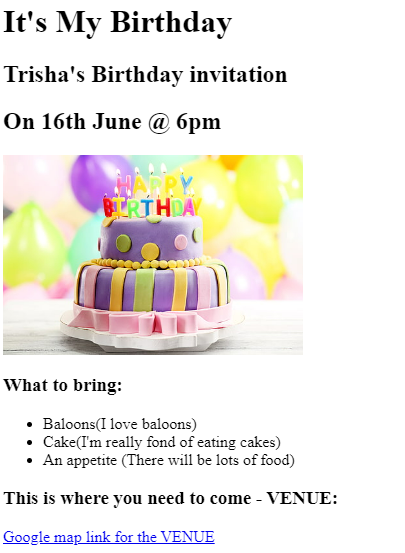 It's My Birthday
Trisha's Birthday invitation
On 16th June @ 6pm
HAPPY
BIRTHDAY
What to bring:
Baloons(I love baloons)
Cake(I'm really fond of eating cakes)
An appetite (There will be lots of food)
This is where you need to come - VENUE:
Google map link for the VENUE